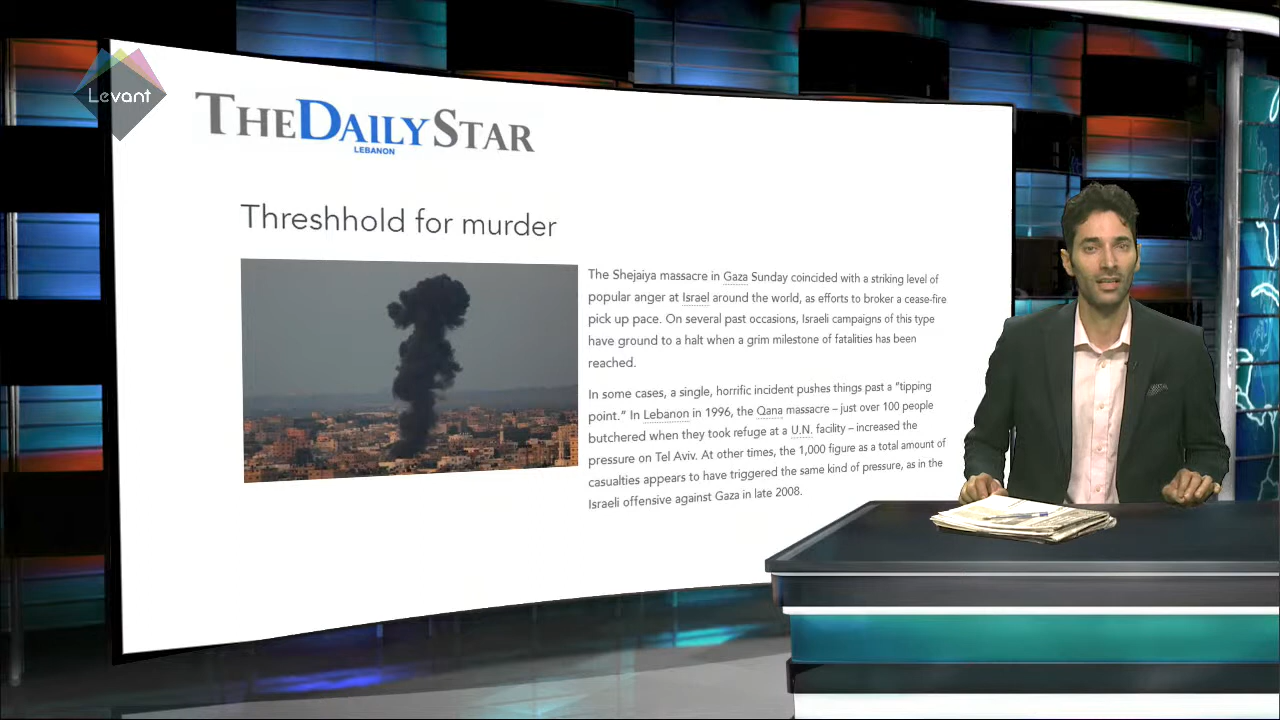 Levant
THE DAILY STAR
LEBANON
Threshhold for murder
The Shejaiya massacre in Gaza Sunday coincided with a striking level of
popular anger at Israel around the world, as efforts to broker a cease-fire
pick up pace. On several past occasions, Israeli campaigns of this type
have ground to a halt when a grim milestone of fatalities has been
reached.
In some cases, a single, horrific incident pushes things past a “tipping
point.” In Lebanon in 1996, the Qana massacre – just over 100 people
butchered when they took refuge at a U.N. facility – increased the
pressure on Tel Aviv. At other times, the 1,000 figure as a total amount of
casualties appears to have triggered the same kind of pressure, as in the
Israeli offensive against Gaza in late 2008.